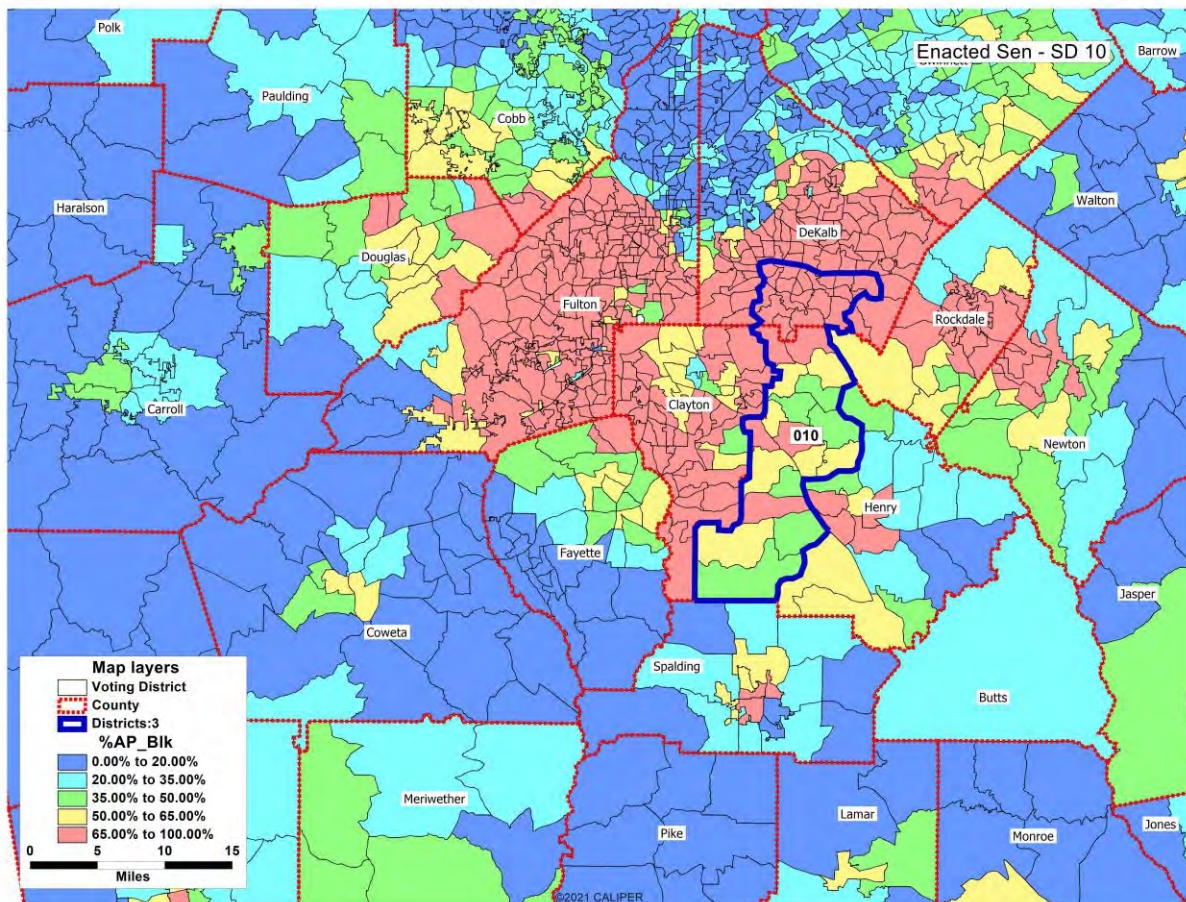 Polk
Enacted Sen - SD 10
Barrow
Paulding
Cobb
Walton
Haralson
DeKalb
Douglas
Fulton
Rockdale
Carroll
Clayton
010
Newton
Henry
Fayette
Jasper
Coweta
Spalding
Butts
Map layers
Voting District
County
Districts:3
%AP_Blk
0.00% to 20.00%
20.00% to 35.00%
35.00% to 50.00%
50.00% to 65.00%
65.00% to 100.00%
0 5 10 15
Miles
Meriwether
Pike
Lamar
Monroe
Jones
©2021 CALIPER